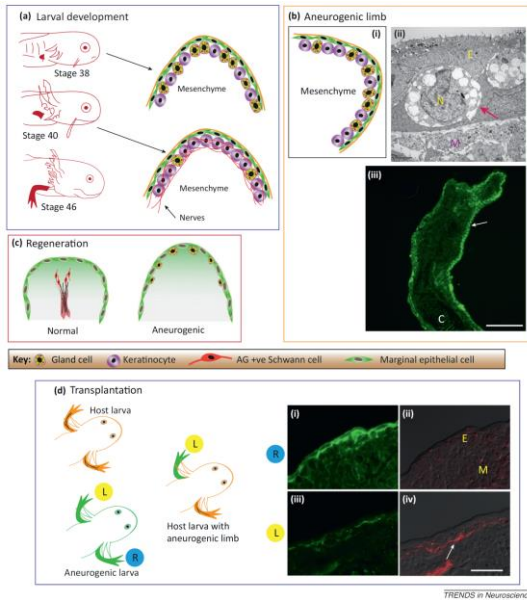 (a) Larval development
Stage 38
Stage 40
Stage 46
Mesenchyme
Mesenchyme
Nerves
(b) Aneurogenic limb
(i)
Mesenchyme
(ii)
E
N
M
(iii)
C
(c) Regeneration
Normal
Aneurogenic
Key: Gland cell Keratinocyte AG +ve Schwann cell Marginal epithelial cell
(d) Transplantation
Host larva
L
Aneurogenic larva
R
L
Host larva with
aneurogenic limb
R
L
(i)
(ii)
E
M
(iii)
(iv)
TRENDS in Neurosciences